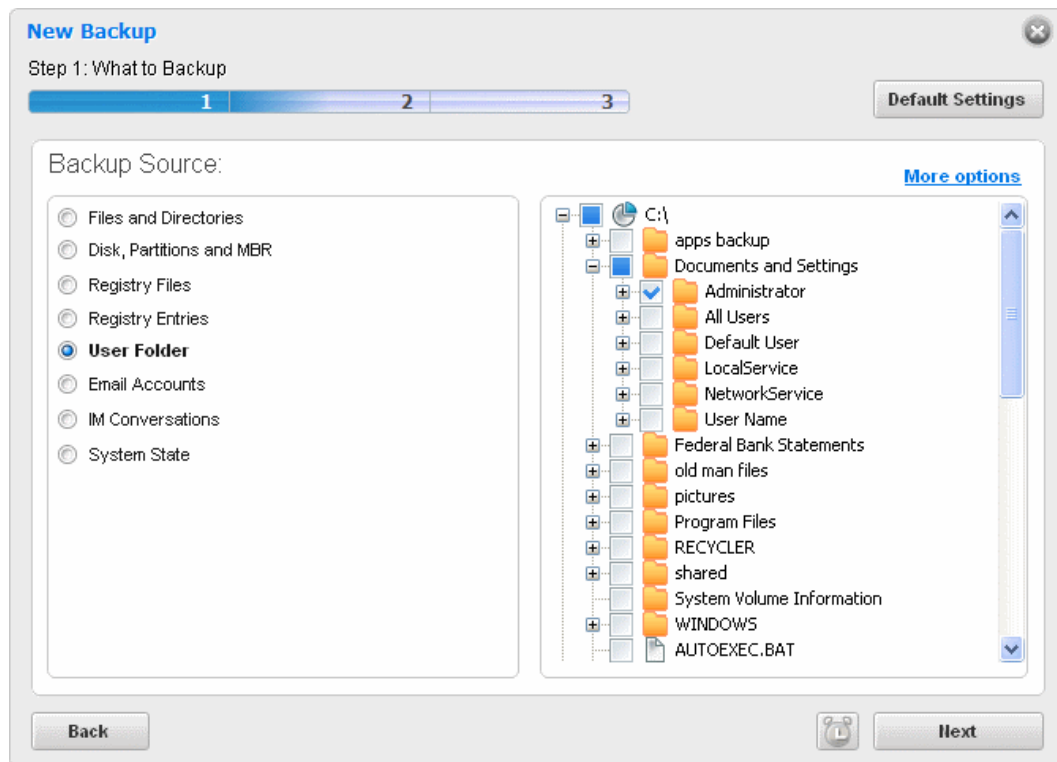 New Backup
Step 1: What to Backup
1 2 3
Default Settings
Backup Source:
More options
Files and Directories
Disk, Partitions and MBR
Registry Files
Registry Entries
User Folder
Email Accounts
IM Conversations
System State
C:\
apps backup
Documents and Settings
Administrator
All Users
Default User
LocalService
NetworkService
User Name
Federal Bank Statements
old man files
pictures
Program Files
RECYCLER
shared
System Volume Information
WINDOWS
AUTOEXEC.BAT
Back
Next